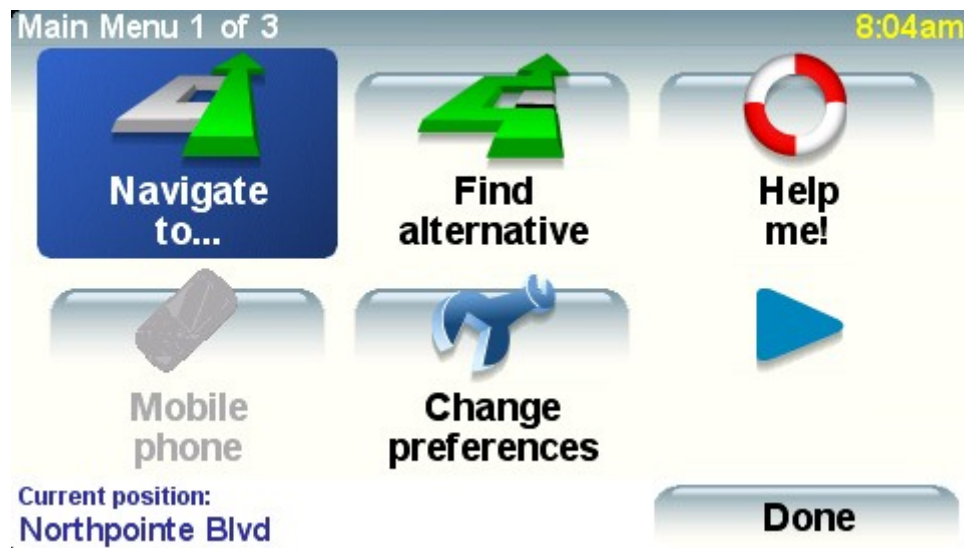 Main Menu 1 of 3
8:04am
Navigate
to...
Find
alternative
Help
me!
Mobile
phone
Change
preferences
Current position:
Northpointe Blvd
Done